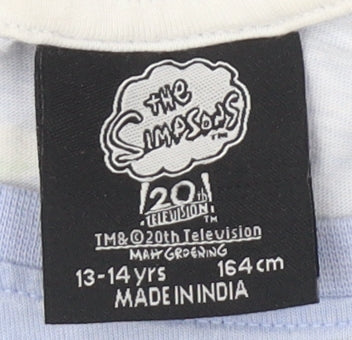 the
SIMPSONS
TM
20th
TELEVISION
TM
TM&©20th Television
MATT GROENING
13-14 yrs 164 cm
MADE IN INDIA